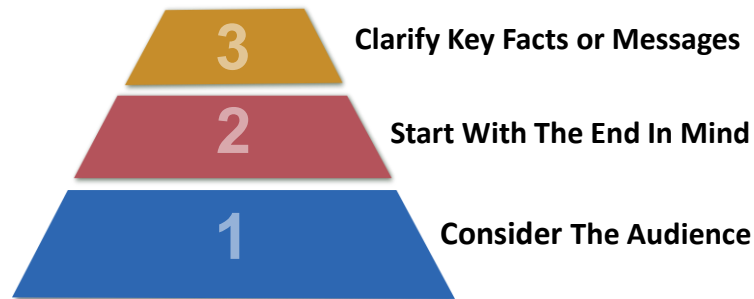 3 Clarify Key Facts or Messages
2 Start With The End In Mind
1 Consider The Audience